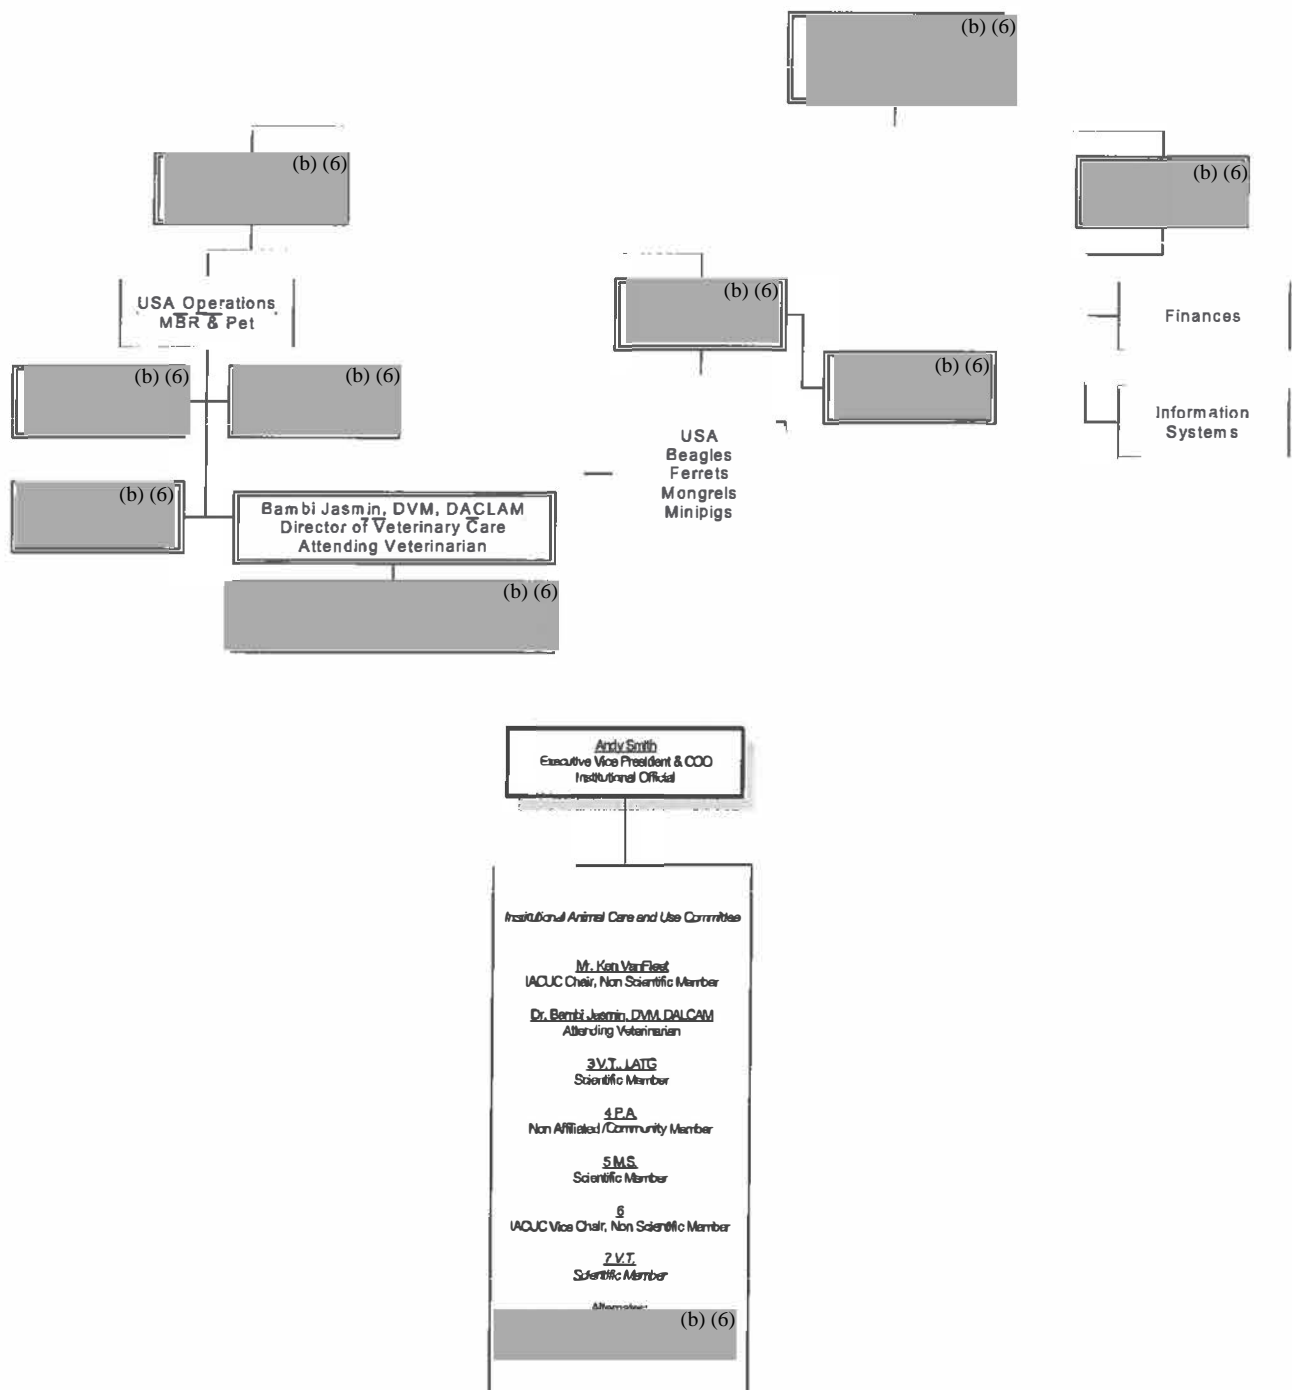 (b) (6)
(b) (6)
(b) (6)
USA Operations
MBR & Pet
(b) (6)
Finances
(b) (6)
(b) (6)
(b) (6)
Information
Systems
USA
Beagles
Ferrets
Mongrels
Minipigs
(b) (6)
Bambi Jasmin, DVM, DACLAM
Director of Veterinary Care
Attending Veterinarian
(b) (6)
Andy Smith
Executive Vice President & COO
Institutional Official
Institutional Animal Care and Use Committee
Mr. Ken VanFleet
IACUC Chair, Non Scientific Member
Dr. Bambi Jasmin, DVM, DALCAM
Attending Veterinarian
3 V.T., LATG
Scientific Member
4 P.A.
Non Affiliated /Community Member
5 M.S.
Scientific Member
6
IACUC Vice Chair, Non Scientific Member
7 V.T.
Scientific Member
Alternates:
(b) (6)